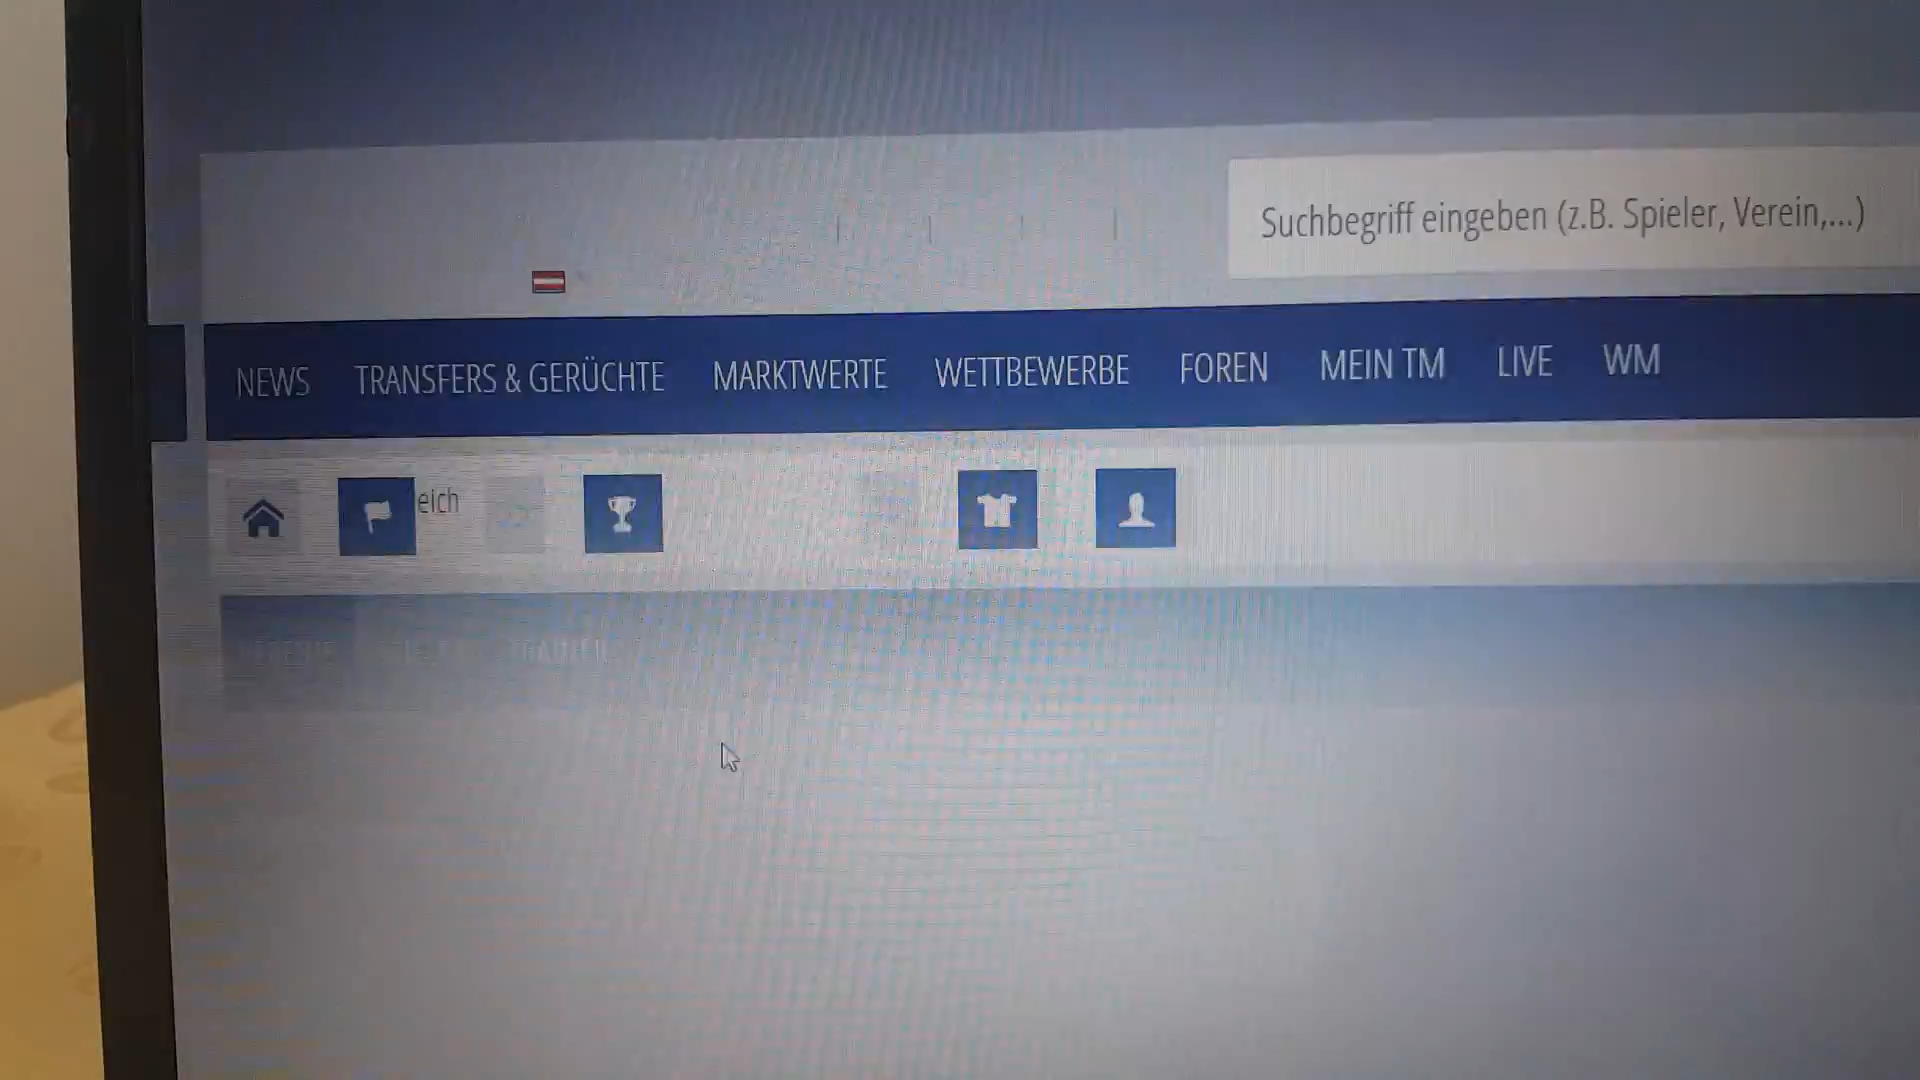 Suchbegriff eingeben (z.B. Spieler, Verein,...)
NEWS TRANSFERS & GERÜCHTE MARKTWERTE WETTBEWERBE FOREN MEIN TM LIVE WM
eich